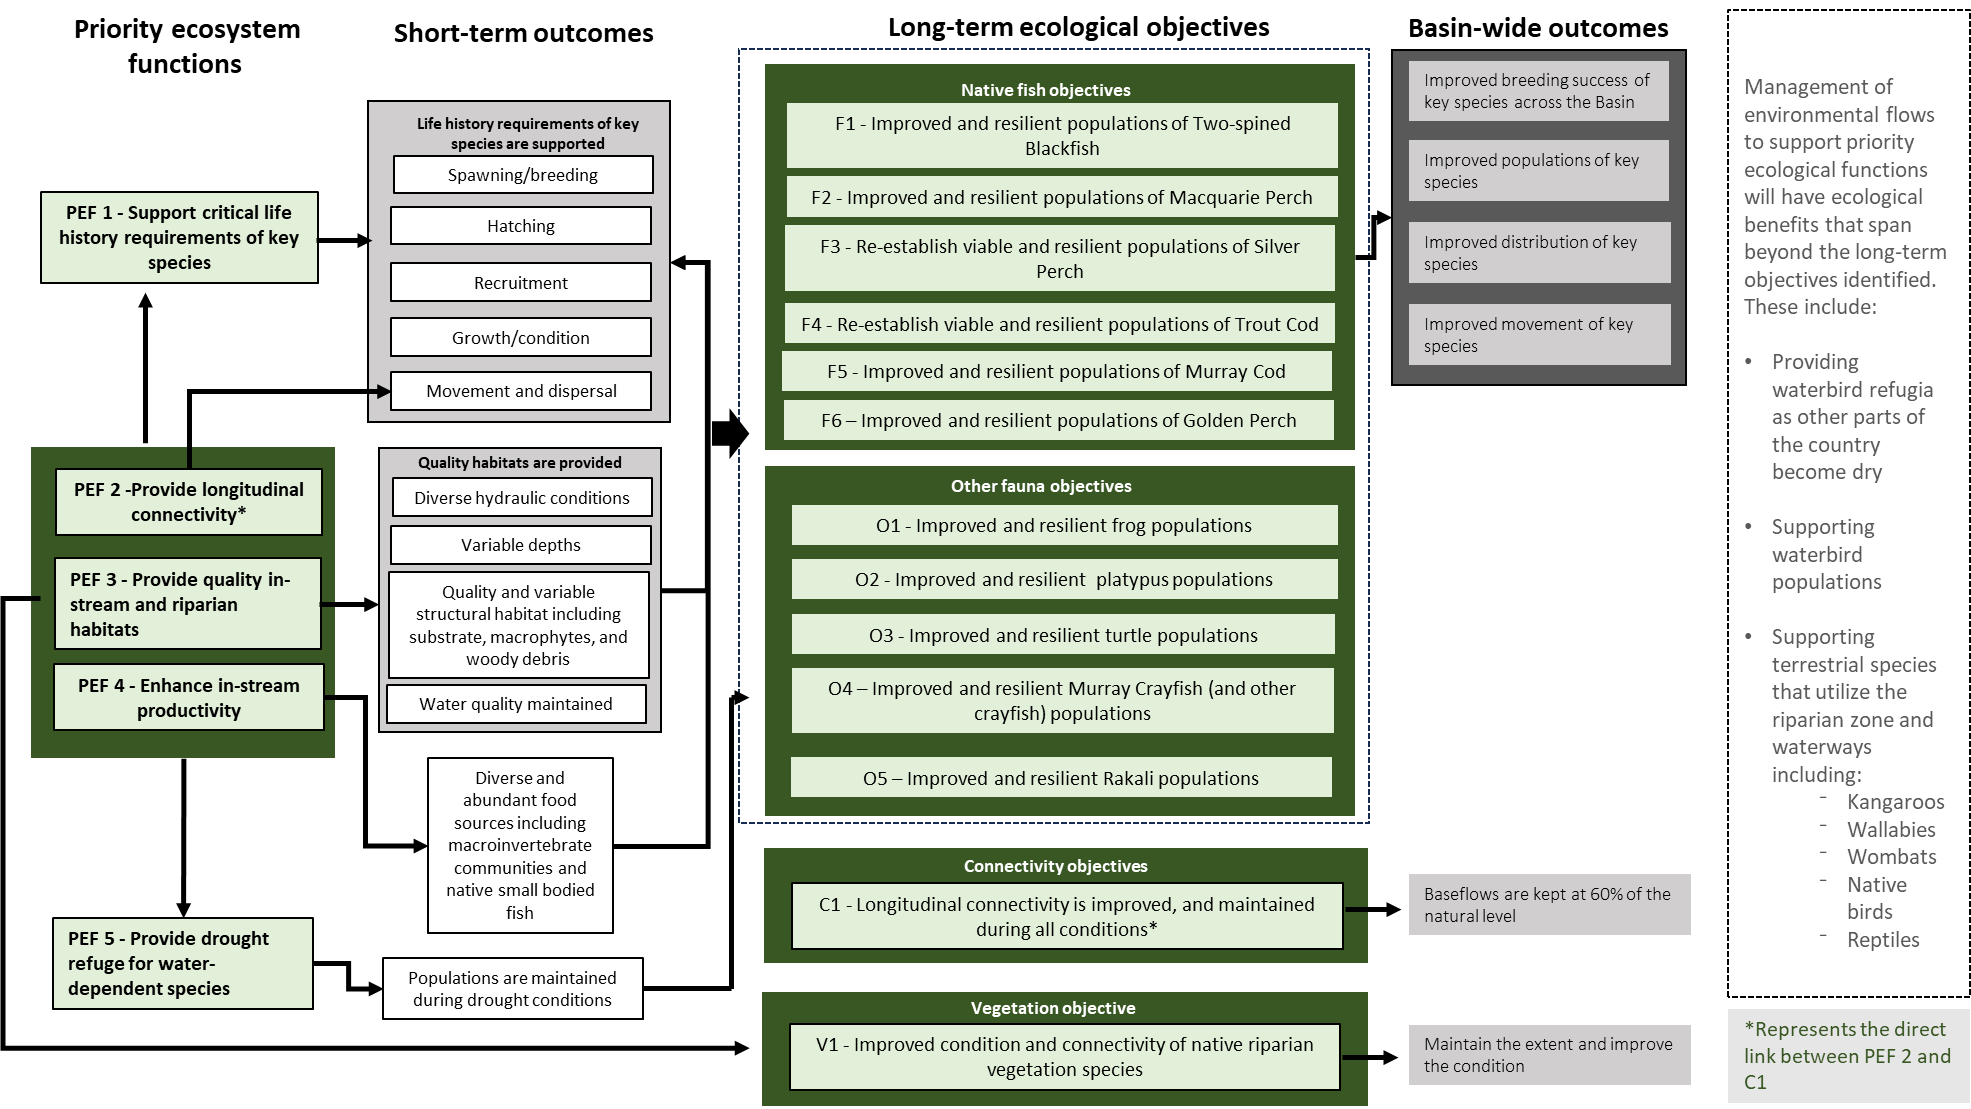 Priority ecosystem
functions
PEF 1 - Support critical life
history requirements of key
species
PEF 2 -Provide longitudinal
connectivity*
PEF 3 - Provide quality in-
stream and riparian
habitats
PEF 4 - Enhance in-stream
productivity
PEF 5 - Provide drought
refuge for water-
dependent species
Short-term outcomes
Life history requirements of key
species are supported
Spawning/breeding
Hatching
Recruitment
Growth/condition
Movement and dispersal
Quality habitats are provided
Diverse hydraulic conditions
Variable depths
Quality and variable
structural habitat including
substrate, macrophytes, and
woody debris
Water quality maintained
Diverse and
abundant food
sources including
macroinvertebrate
communities and
native small bodied
fish
Populations are maintained
during drought conditions
Long-term ecological objectives
Native fish objectives
F1 - Improved and resilient populations of Two-spined
Blackfish
F2 - Improved and resilient populations of Macquarie Perch
F3 - Re-establish viable and resilient populations of Silver
Perch
F4 - Re-establish viable and resilient populations of Trout Cod
F5 - Improved and resilient populations of Murray Cod
F6 – Improved and resilient populations of Golden Perch
Other fauna objectives
O1 - Improved and resilient frog populations
O2 - Improved and resilient platypus populations
O3 - Improved and resilient turtle populations
O4 – Improved and resilient Murray Crayfish (and other
crayfish) populations
O5 – Improved and resilient Rakali populations
Connectivity objectives
C1 - Longitudinal connectivity is improved, and maintained
during all conditions*
Vegetation objective
V1 - Improved condition and connectivity of native riparian
vegetation species
Basin-wide outcomes
Improved breeding success of
key species across the Basin
Improved populations of key
species
Improved distribution of key
species
Improved movement of key
species
Baseflows are kept at 60% of the
natural level
Maintain the extent and improve
the condition
Management of
environmental flows
to support priority
ecological functions
will have ecological
benefits that span
beyond the long-term
objectives identified.
These include:
• Providing
waterbird refugia
as other parts of
the country
become dry
• Supporting
waterbird
populations
• Supporting
terrestrial species
that utilize the
riparian zone and
waterways
including:
- Kangaroos
- Wallabies
- Wombats
- Native
birds
- Reptiles
*Represents the direct
link between PEF 2 and
C1